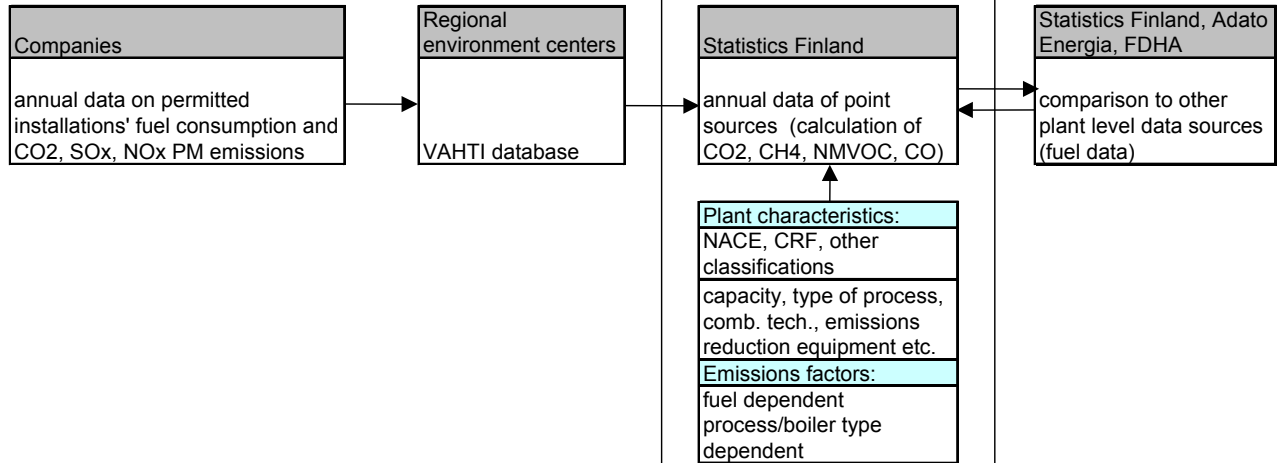 Companies
annual data on permitted
installations' fuel consumption and
CO2, SOx, NOx PM emissions
Regional
environment centers
VAHTI database
Statistics Finland
annual data of point
sources (calculation of
CO2, CH4, NMVOC, CO)
Statistics Finland, Adato
Energia, FDHA
comparison to other
plant level data sources
(fuel data)
Plant characteristics:
NACE, CRF, other
classifications
capacity, type of process,
comb. tech., emissions
reduction equipment etc.
Emissions factors:
fuel dependent
process/boiler type
dependent